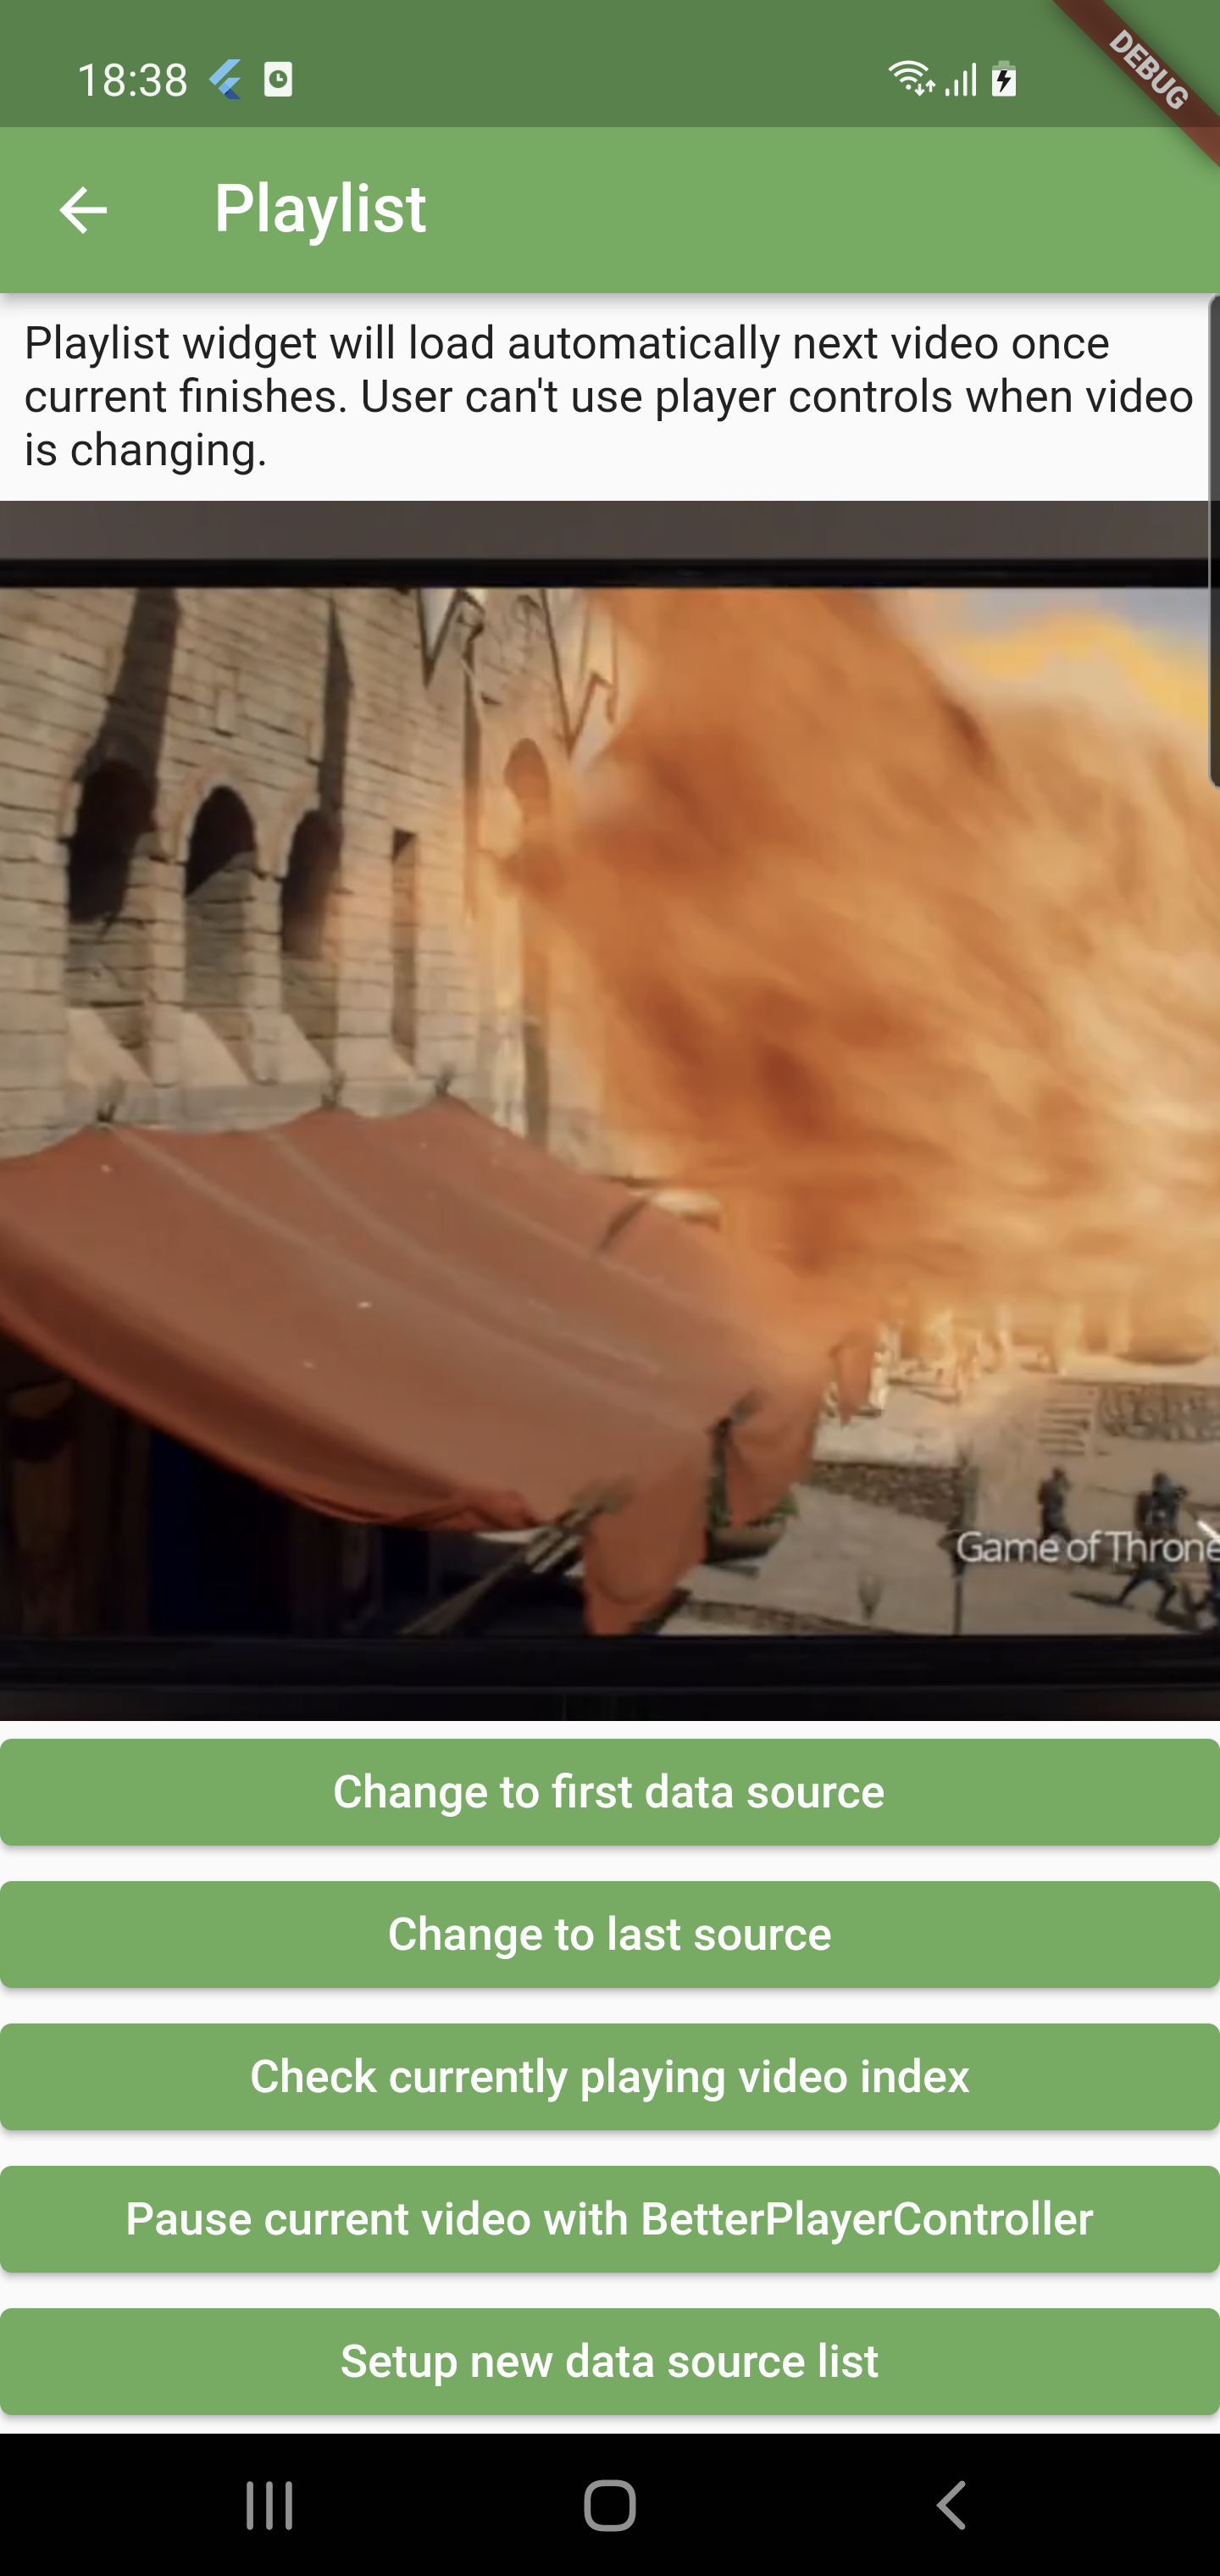 18:38
DEBUG
Playlist
Playlist widget will load automatically next video once
current finishes. User can't use player controls when video
is changing.
Game of Throne
Change to first data source
Change to last source
Check currently playing video index
Pause current video with BetterPlayerController
Setup new data source list